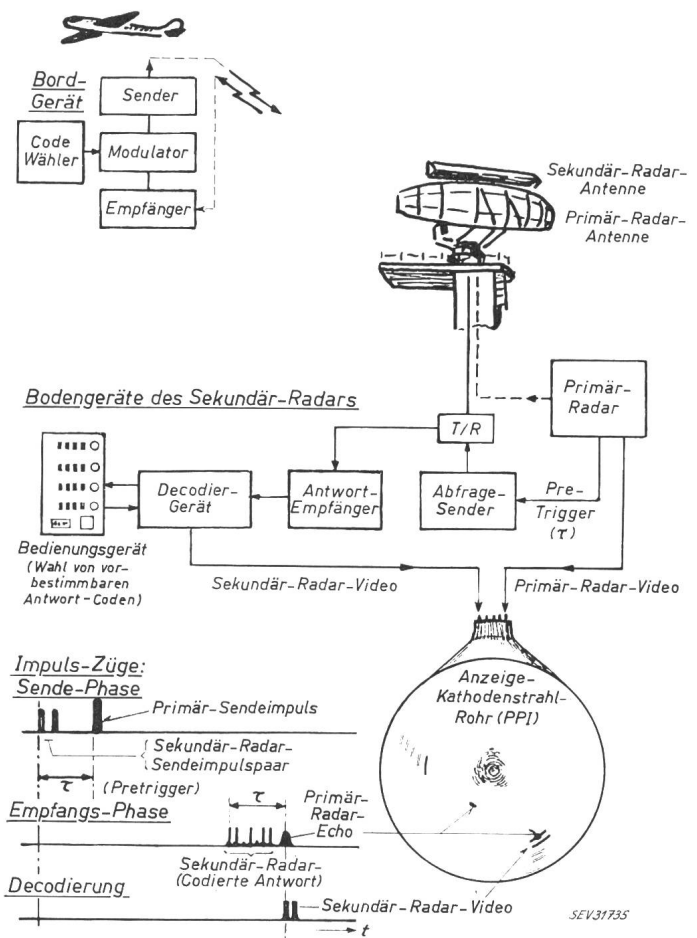 Bord-
Gerät
Sender
Code
Wähler
Modulator
Empfänger
Sekundär-Radar-
Antenne
Primär-Radar-
Antenne
Bodengeräte des Sekundär-Radars
Primär-
Radar
T/R
Decodier-
Gerät
Antwort-
Empfänger
Abfrage-
Sender
Pre-
Trigger
(τ)
Bedienungsgerät
(Wahl von vor-
bestimmbaren
Antwort-Coden)
Sekundär-Radar-Video
Primär-Radar-Video
Impuls-Züge:
Sende-Phase
Primär-Sendeimpuls
Sekundär-Radar-
Sendeimpulspaar
τ
(Pretrigger)
Anzeige-
Kathodenstrahl-
Rohr (PPI)
Empfangs-Phase
τ
Primär-
Radar-
Echo
Sekundär-Radar-
(Codierte Antwort)
Decodierung
Sekundär-Radar-Video
t
SEV31735